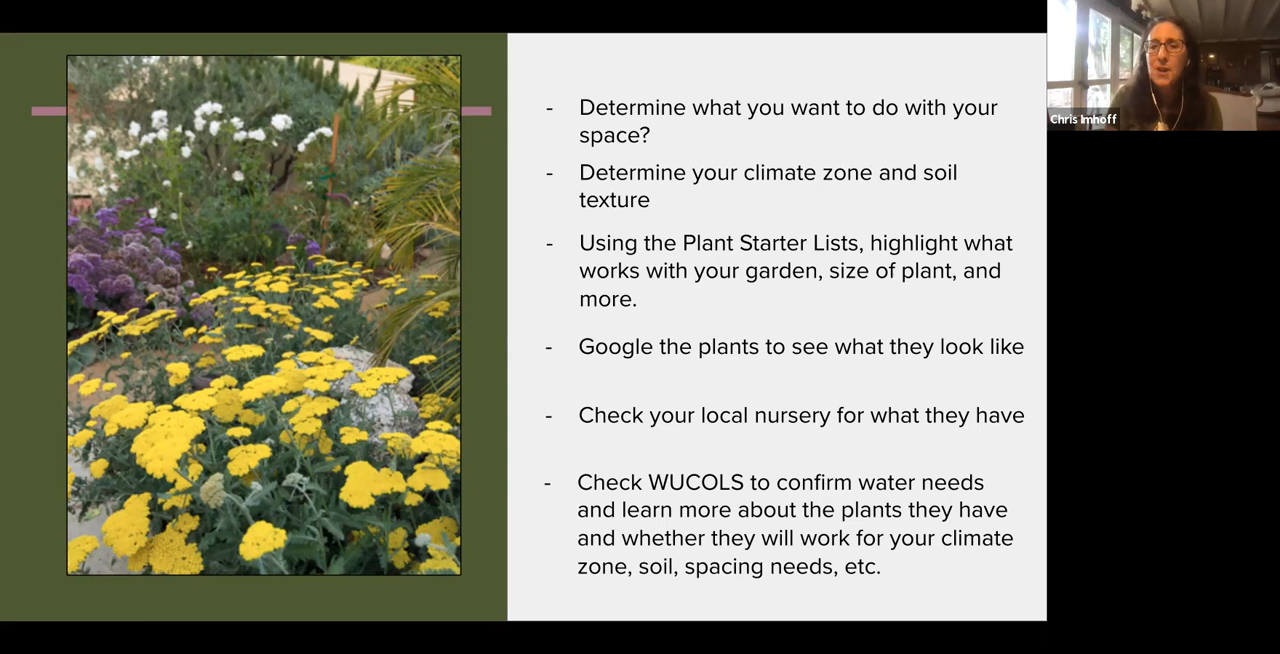 - Determine what you want to do with your
space?
- Determine your climate zone and soil
texture
- Using the Plant Starter Lists, highlight what
works with your garden, size of plant, and
more.
- Google the plants to see what they look like
- Check your local nursery for what they have
- Check WUCOLS to confirm water needs
and learn more about the plants they have
and whether they will work for your climate
zone, soil, spacing needs, etc.
Chris Imhoff